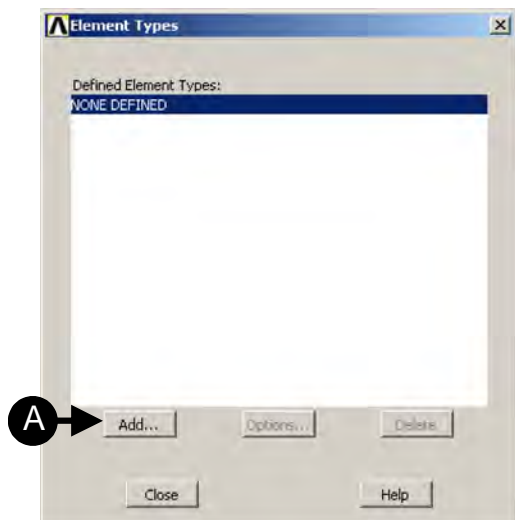 Element Types
Defined Element Types:
NONE DEFINED
A
Add... Options... Delete
Close Help